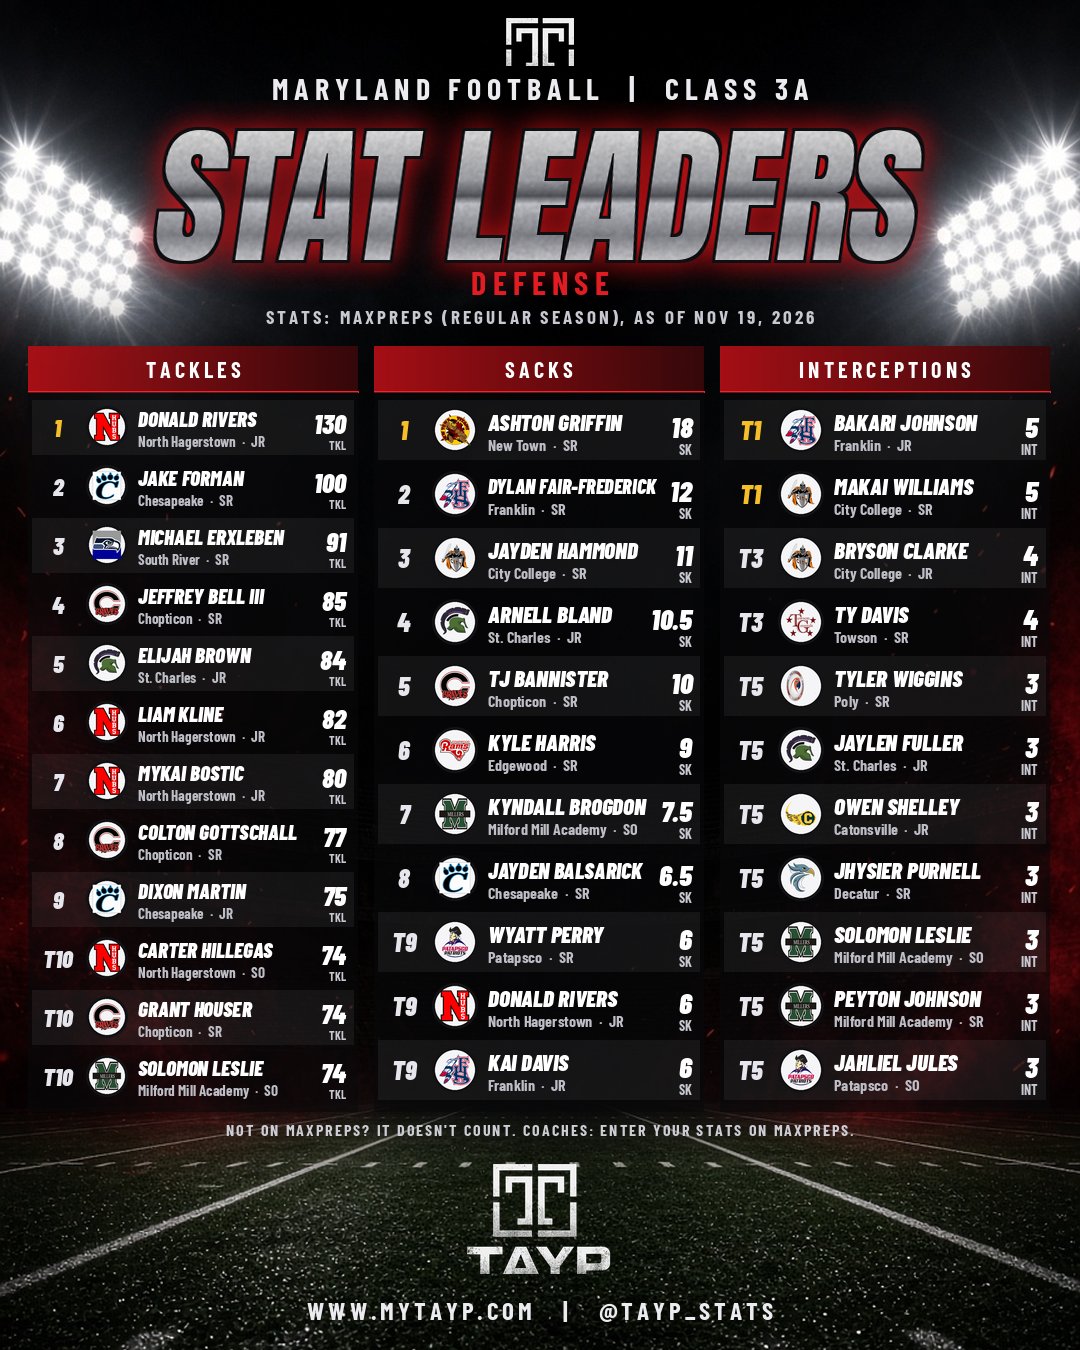 MARYLAND FOOTBALL | CLASS 3A
STAT LEADERS
DEFENSE
STATS: MAXPREPS (REGULAR SEASON), AS OF NOV 19, 2026
TACKLES
1 DONALD RIVERS 130
North Hagerstown · JR TKL
2 JAKE FORMAN 100
Chesapeake · SR TKL
3 MICHAEL ERXLEBEN 91
South River · SR TKL
4 JEFFREY BELL III 85
Chopticon · SR TKL
5 ELIJAH BROWN 84
St. Charles · JR TKL
6 LIAM KLINE 82
North Hagerstown · JR TKL
7 MYKAI BOSTIC 80
North Hagerstown · JR TKL
8 COLTON GOTTSCHALL 77
Chopticon · SR TKL
9 DIXON MARTIN 75
Chesapeake · JR TKL
T10 CARTER HILLEGAS 74
North Hagerstown · SO TKL
T10 GRANT HOUSER 74
Chopticon · SR TKL
T10 SOLOMON LESLIE 74
Milford Mill Academy · SO TKL
SACKS
1 ASHTON GRIFFIN 18
New Town · SR SK
2 DYLAN FAIR-FREDERICK 12
Franklin · SR SK
3 JAYDEN HAMMOND 11
City College · SR SK
4 ARNELL BLAND 10.5
St. Charles · JR SK
5 TJ BANNISTER 10
Chopticon · SR SK
6 KYLE HARRIS 9
Edgewood · SR SK
7 KYNDALL BROGDON 7.5
Milford Mill Academy · SO SK
8 JAYDEN BALSARICK 6.5
Chesapeake · SR SK
T9 WYATT PERRY 6
Patapsco · SR SK
T9 DONALD RIVERS 6
North Hagerstown · JR SK
T9 KAI DAVIS 6
Franklin · JR SK
INTERCEPTIONS
T1 BAKARI JOHNSON 5
Franklin · JR INT
T1 MAKAI WILLIAMS 5
City College · SR INT
T3 BRYSON CLARKE 4
City College · JR INT
T3 TY DAVIS 4
Towson · SR INT
T5 TYLER WIGGINS 3
Poly · SR INT
T5 JAYLEN FULLER 3
St. Charles · JR INT
T5 OWEN SHELLEY 3
Catonsville · JR INT
T5 JHYSIER PURNELL 3
Decatur · SR INT
T5 SOLOMON LESLIE 3
Milford Mill Academy · SO INT
T5 PEYTON JOHNSON 3
Milford Mill Academy · SR INT
T5 JAHLIEL JULES 3
Patapsco · SO INT
NOT ON MAXPREPS? IT DOESN'T COUNT. COACHES: ENTER YOUR STATS ON MAXPREPS.
TAYP
WWW.MYTAYP.COM | @TAYP_STATS